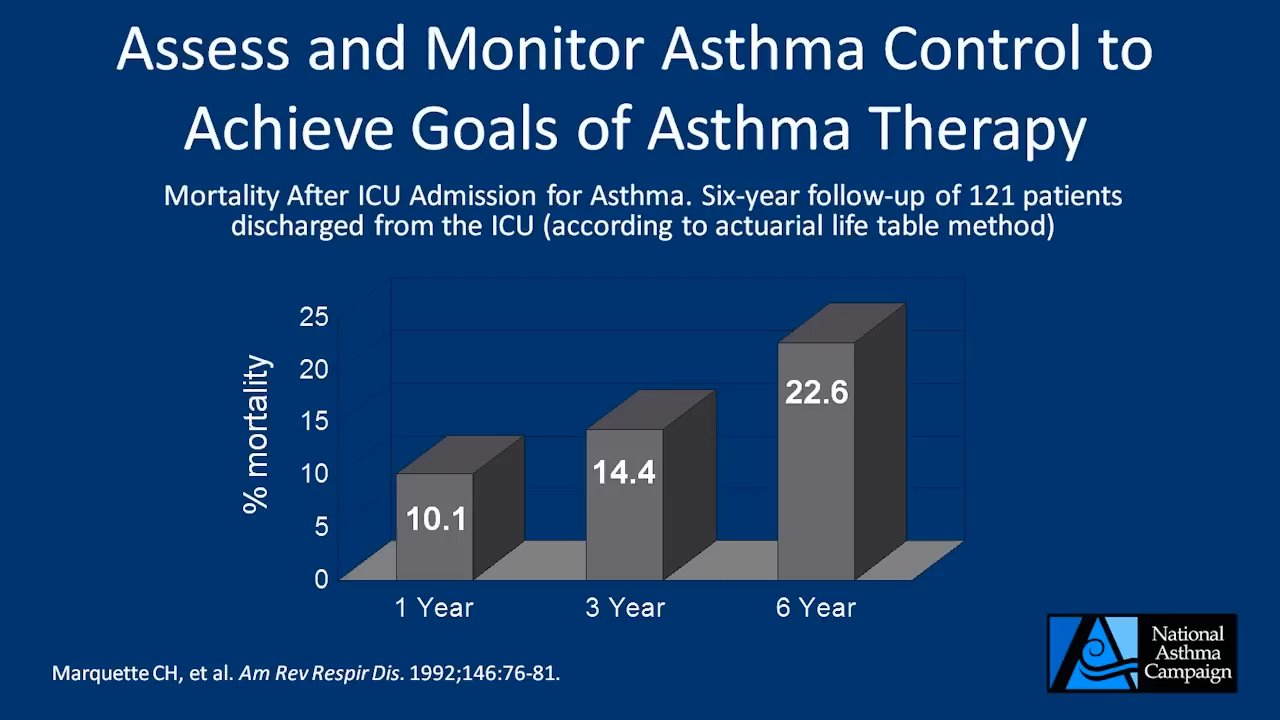 Assess and Monitor Asthma Control to
Achieve Goals of Asthma Therapy
Mortality After ICU Admission for Asthma. Six-year follow-up of 121 patients
discharged from the ICU (according to actuarial life table method)
% mortality
25
20
15
10
5
0
10.1
14.4
22.6
1 Year
3 Year
6 Year
Marquette CH, et al. Am Rev Respir Dis. 1992;146:76-81.
National
Asthma
Campaign